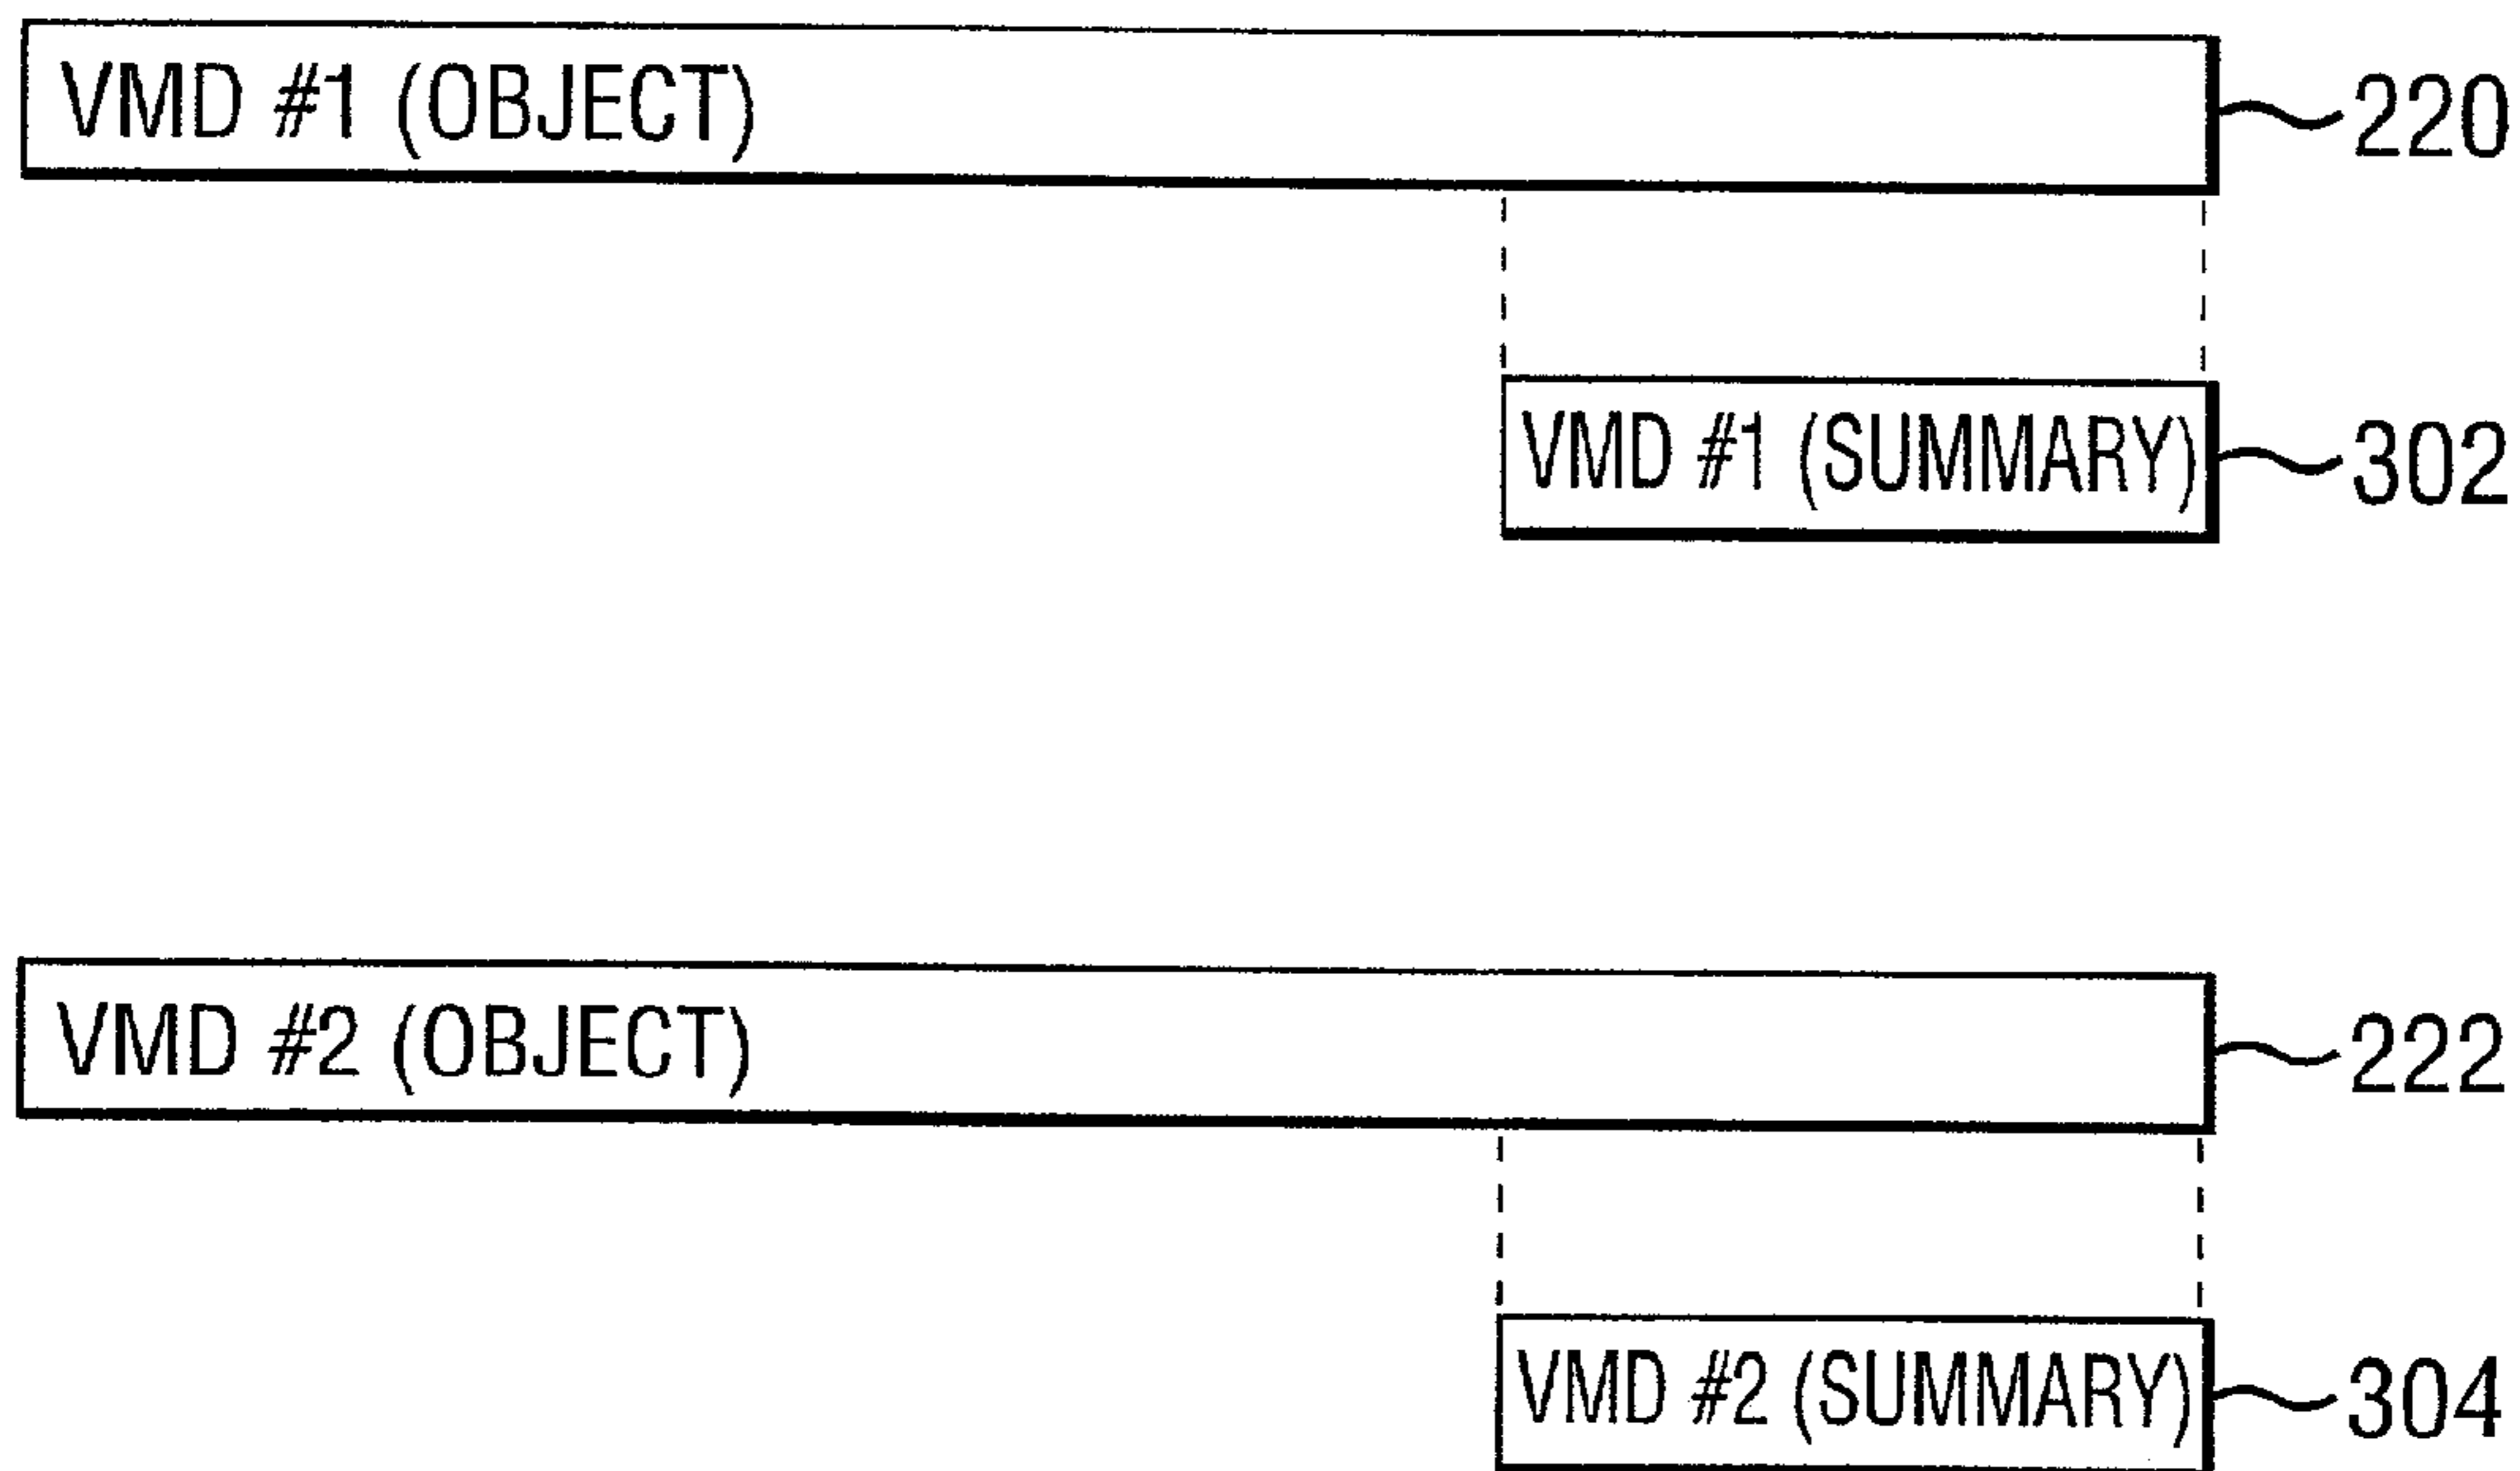 VMD #1 (OBJECT) 220
VMD #1 (SUMMARY) 302
VMD #2 (OBJECT) 222
VMD #2 (SUMMARY) 304